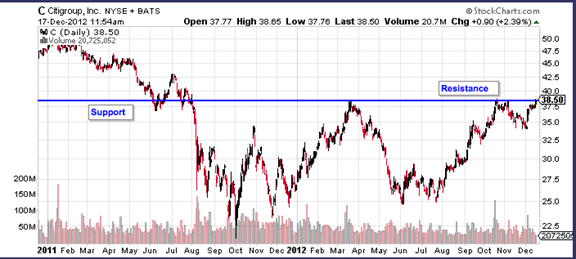 C Citigroup, Inc. NYSE + BATS © StockCharts.com
17-Dec-2012 11:54am Open 37.77 High 38.65 Low 37.76 Last 38.50 Volume 20.7M Chg +0.90 (+2.39%)
C (Daily) 38.50
Volume 20,725,052
Support
Resistance
50.0
45.0
42.5
40.0
38.50
37.5
35.0
32.5
30.0
27.5
25.0
22.5
20725052
200M
150M
100M
50M
2011 Feb Mar Apr May Jun Jul Aug Sep Oct Nov Dec 2012 Feb Mar Apr May Jun Jul Aug Sep Oct Nov Dec